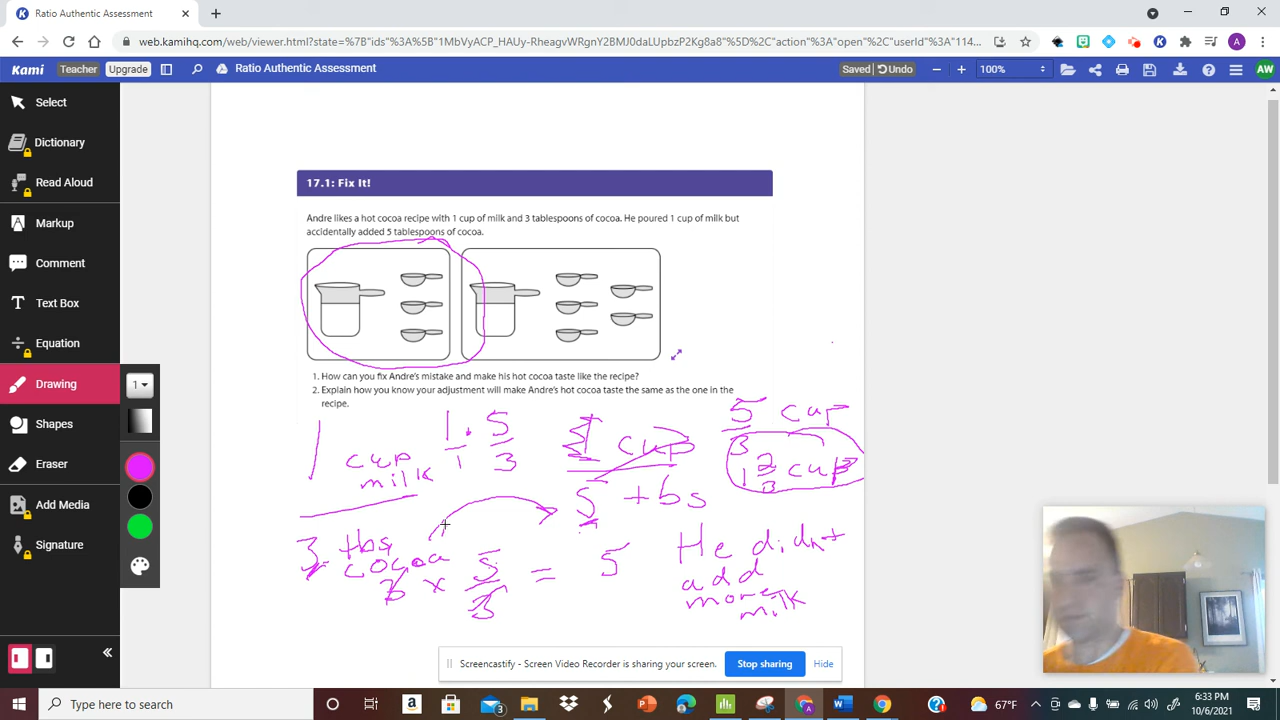 Ratio Authentic Assessment
web.kamihq.com/web/viewer.html?state=%7B"ids"%3A%5B"1MbVyACP_HAUy-RheagvWRgnY2BMJ0daLUpbzP2Kg8a8"%5D%2C"action"%3A"open"%2C"userId"%3A"114...
A
Kami
Teacher
Upgrade
Ratio Authentic Assessment
Saved
Undo
100%
AW
Select
Dictionary
Read Aloud
Markup
Comment
Text Box
Equation
Drawing
Shapes
Eraser
Add Media
Signature
1
17.1: Fix It!
Andre likes a hot cocoa recipe with 1 cup of milk and 3 tablespoons of cocoa. He poured 1 cup of milk but
accidentally added 5 tablespoons of cocoa.
1. How can you fix Andre's mistake and make his hot cocoa taste like the recipe?
2. Explain how you know your adjustment will make Andre's hot cocoa taste the same as the one in the
recipe.
1 cup
milk
3 tbs
cocoa
1/1 · 5/3
3 x 5/3 = 5
cup
5 tbs
5/3 cup
1 2/3 cup
He didn't
add
more
milk
Screencastify - Screen Video Recorder is sharing your screen.
Stop sharing
Hide
Type here to search
3
67°F
6:33 PM
10/6/2021